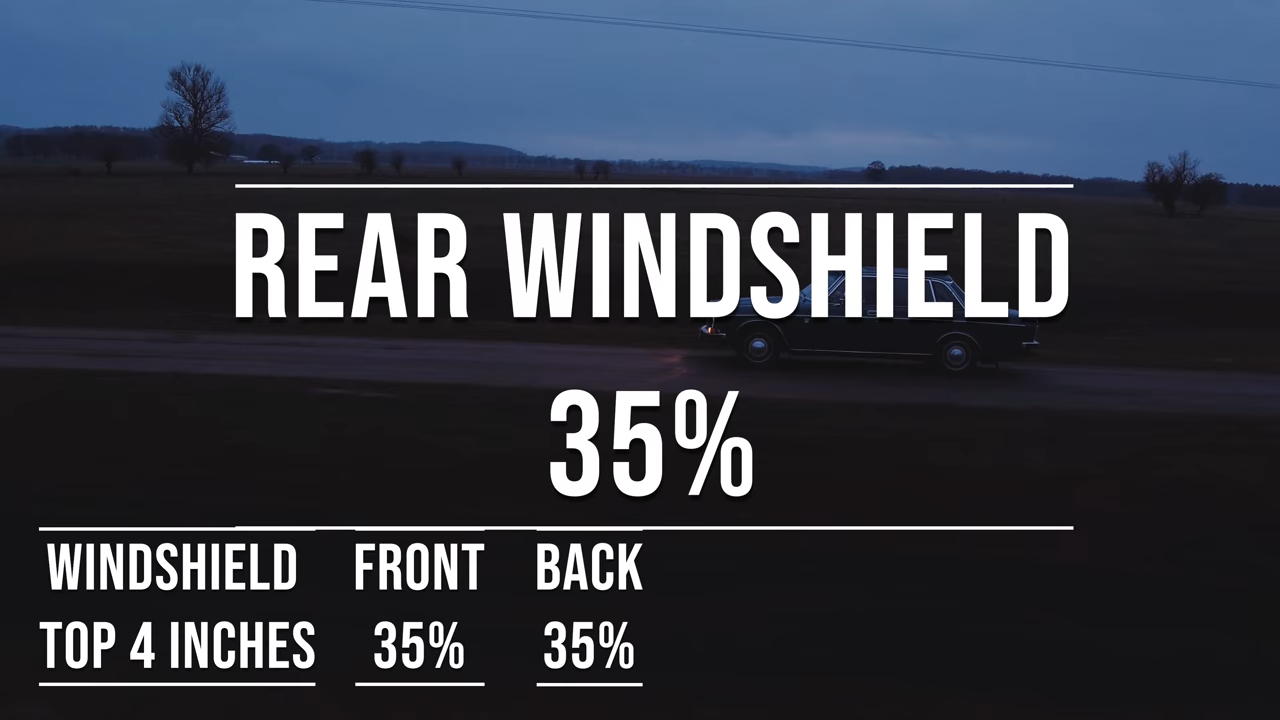 REAR WINDSHIELD
35%
WINDSHIELD FRONT BACK
TOP 4 INCHES 35% 35%